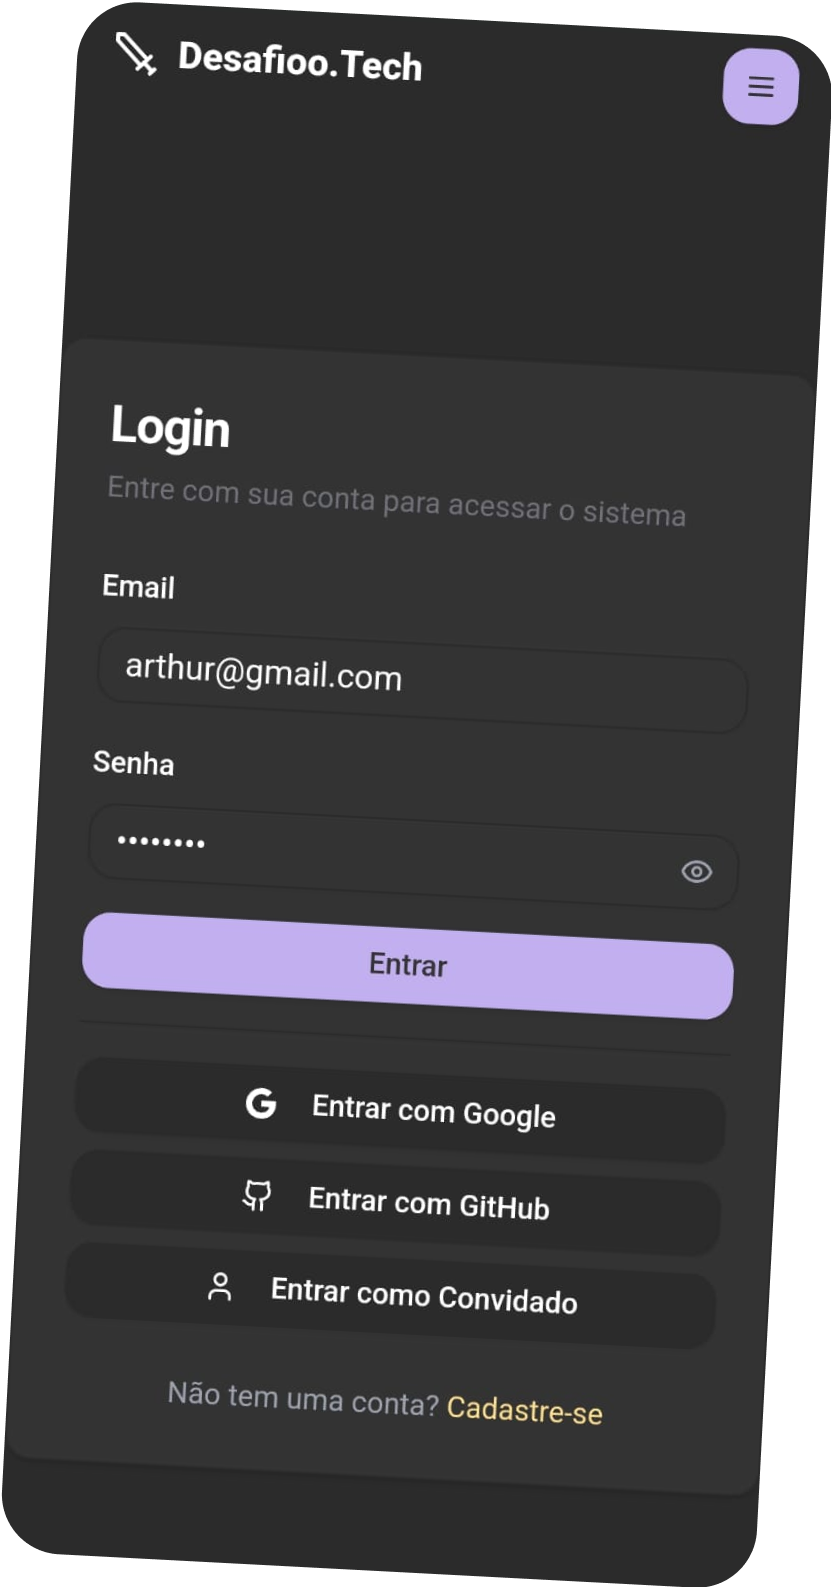 Desafioo.Tech
Login
Entre com sua conta para acessar o sistema
Email
arthur@gmail.com
Senha
••••••••
Entrar
Entrar com Google
Entrar com GitHub
Entrar como Convidado
Não tem uma conta? Cadastre-se